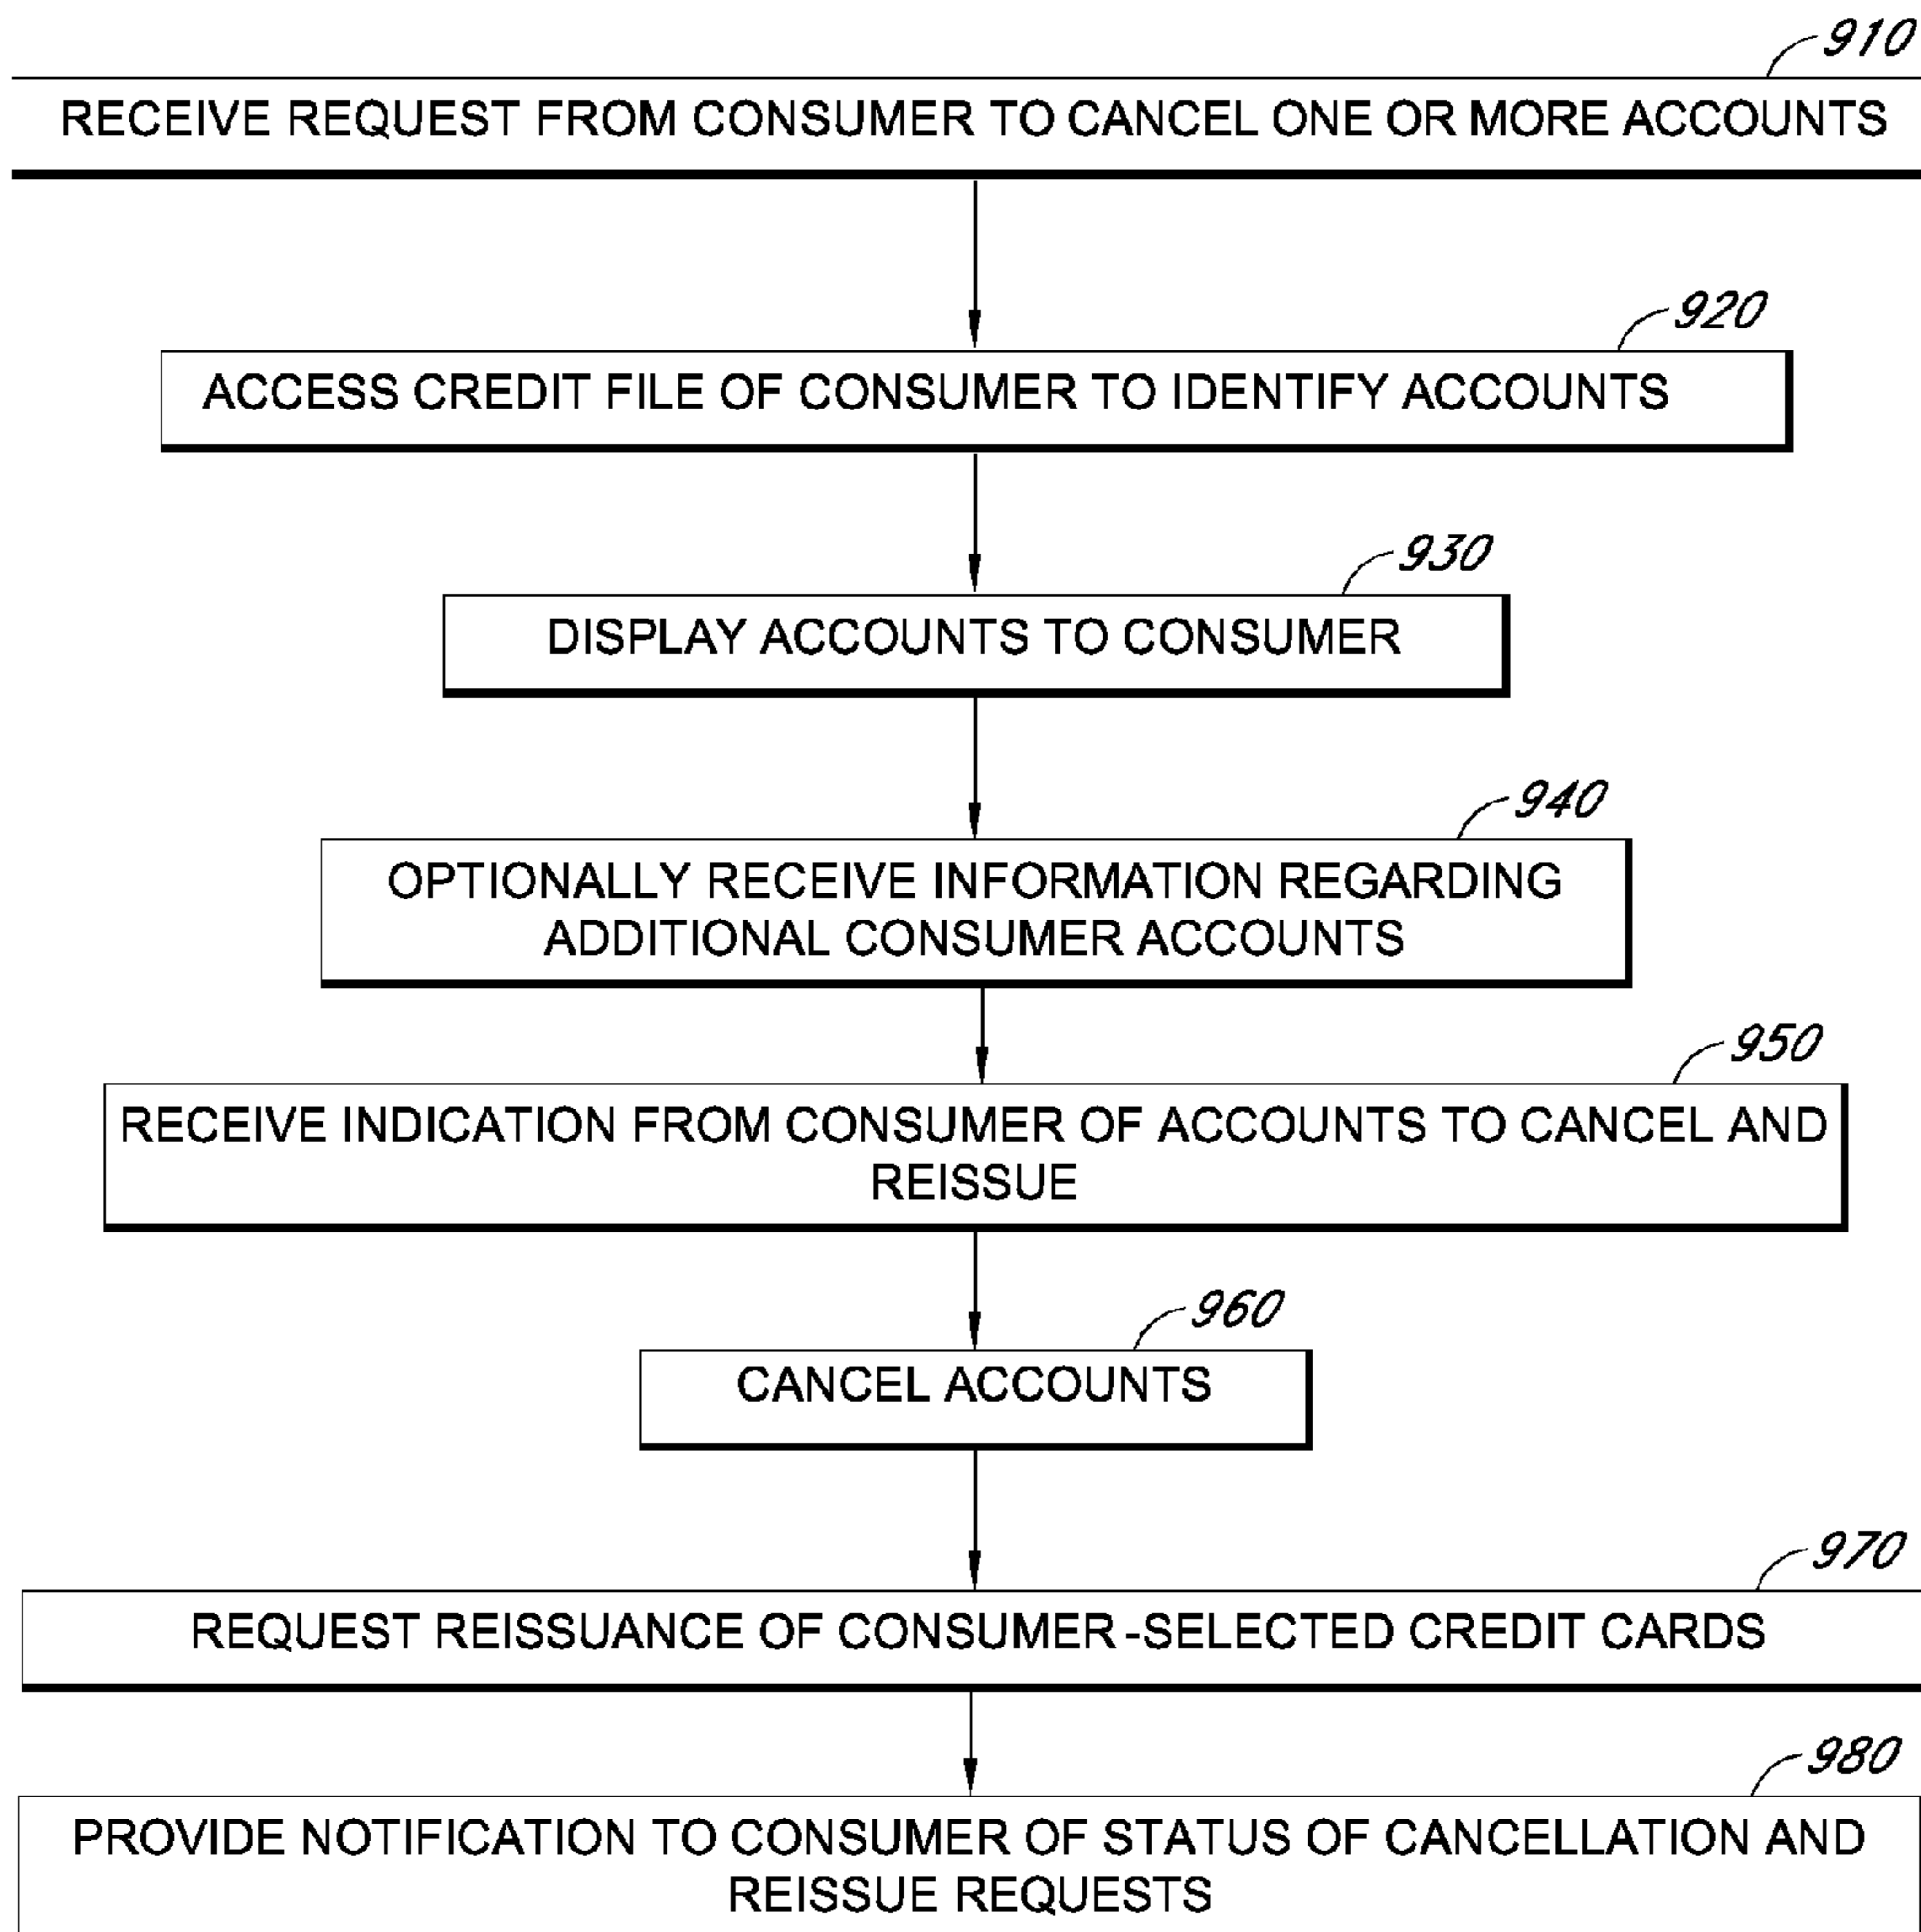 910
RECEIVE REQUEST FROM CONSUMER TO CANCEL ONE OR MORE ACCOUNTS
920
ACCESS CREDIT FILE OF CONSUMER TO IDENTIFY ACCOUNTS
930
DISPLAY ACCOUNTS TO CONSUMER
940
OPTIONALLY RECEIVE INFORMATION REGARDING
ADDITIONAL CONSUMER ACCOUNTS
950
RECEIVE INDICATION FROM CONSUMER OF ACCOUNTS TO CANCEL AND
REISSUE
960
CANCEL ACCOUNTS
970
REQUEST REISSUANCE OF CONSUMER-SELECTED CREDIT CARDS
980
PROVIDE NOTIFICATION TO CONSUMER OF STATUS OF CANCELLATION AND
REISSUE REQUESTS